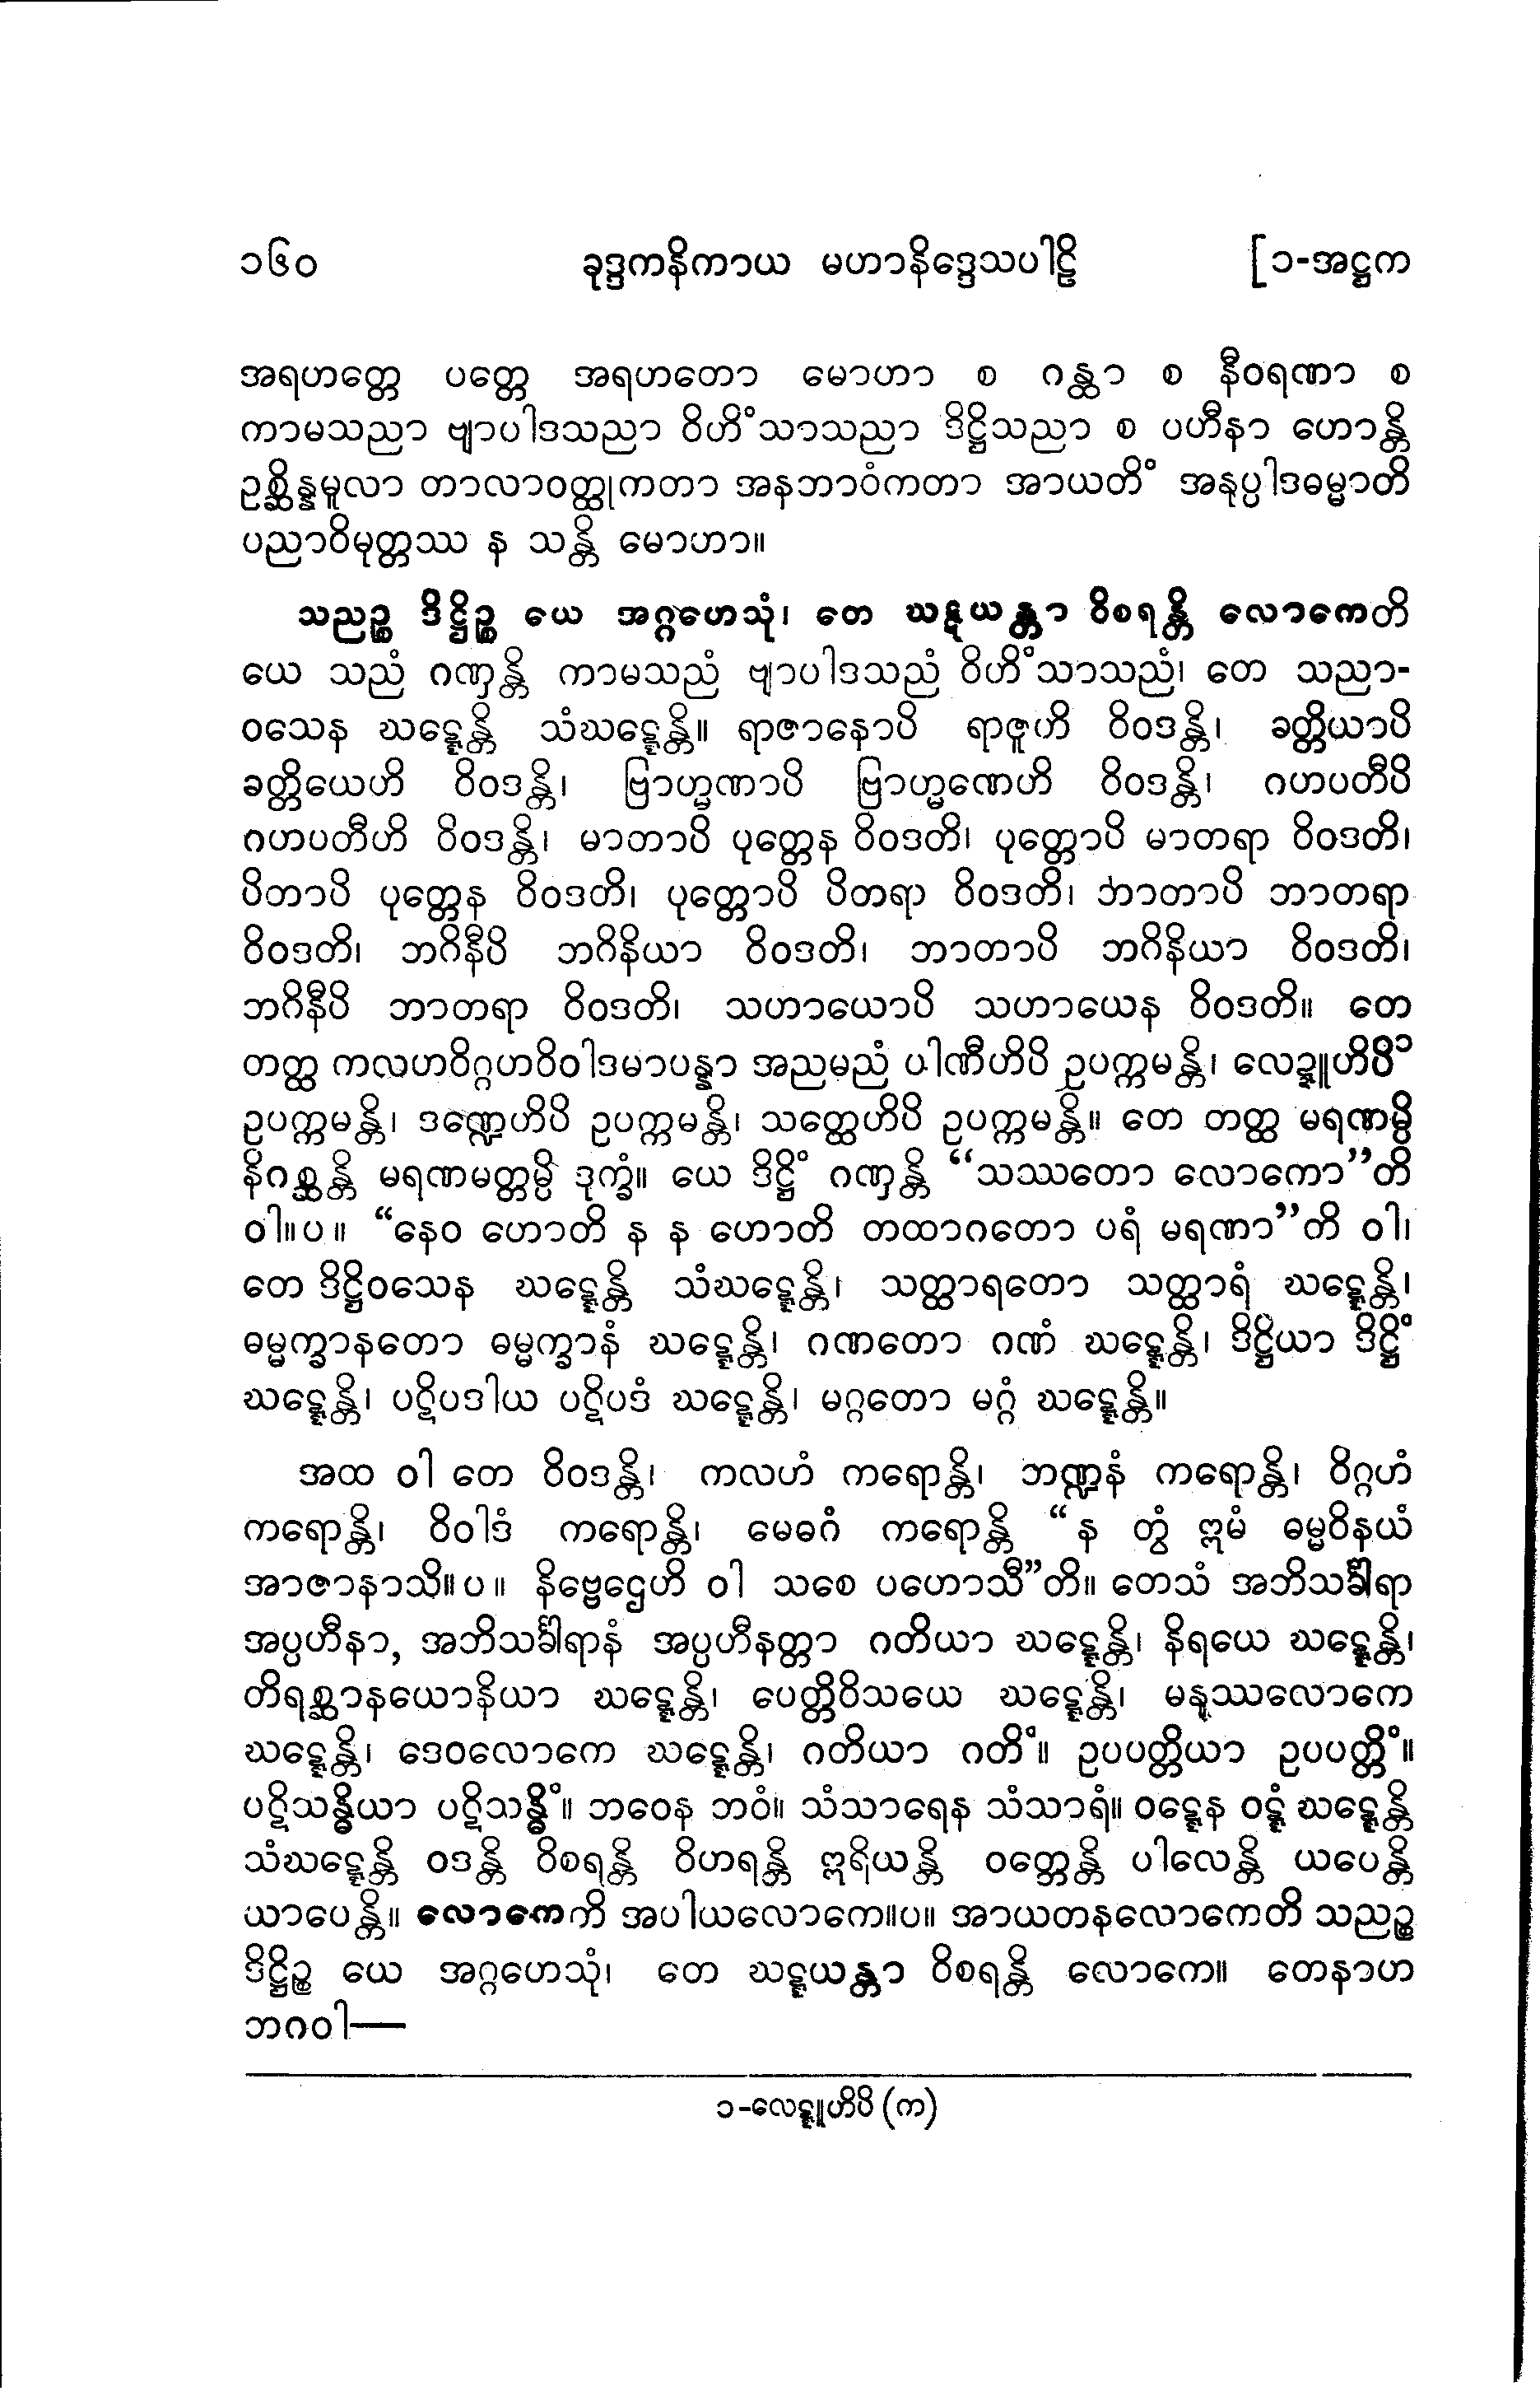 ၁၆၀ ခုဒ္ဒကနိကာယ မဟာနိဒ္ဒေသပါဠိ [၁-အဋ္ဌက
အရဟတ္တေ ပတ္တေ အရဟတော မောဟာ စ ဂန္ထာ စ နီဝရဏာ စ
ကာမသညာ ဗျာပါဒသညာ ဝိဟိံသာသညာ ဒိဋ္ဌိသညာ စ ပဟီနာ ဟောန္တိ
ဥစ္ဆိန္နမူလာ တာလာဝတ္ထုကတာ အနဘာဝံကတာ အာယတိံ အနုပ္ပါဒဓမ္မာတိ
ပညာဝိမုတ္တဿ န သန္တိ မောဟာ။
သညဉ္စ ဒိဋ္ဌိဉ္စ ယေ အဂ္ဂဟေသုံ၊ တေ ဃဋယန္တာ ဝိစရန္တိ လောကေတိ
ယေ သညံ ဂဏှန္တိ ကာမသညံ ဗျာပါဒသညံ ဝိဟိံသာသညံ၊ တေ သညာ-
ဝသေန ဃဋ္ဋေန္တိ သံဃဋ္ဋေန္တိ။ ရာဇာနောပိ ရာဇူဟိ ဝိဝဒန္တိ၊ ခတ္တိယာပိ
ခတ္တိယေဟိ ဝိဝဒန္တိ၊ ဗြာဟ္မဏာပိ ဗြာဟ္မဏေဟိ ဝိဝဒန္တိ၊ ဂဟပတီပိ
ဂဟပတီဟိ ဝိဝဒန္တိ၊ မာတာပိ ပုတ္တေန ဝိဝဒတိ၊ ပုတ္တောပိ မာတရာ ဝိဝဒတိ၊
ပိတာပိ ပုတ္တေန ဝိဝဒတိ၊ ပုတ္တောပိ ပိတရာ ဝိဝဒတိ၊ ဘာတာပိ ဘာတရာ
ဝိဝဒတိ၊ ဘဂိနီပိ ဘဂိနိယာ ဝိဝဒတိ၊ ဘာတာပိ ဘဂိနိယာ ဝိဝဒတိ၊
ဘဂိနီပိ ဘာတရာ ဝိဝဒတိ၊ သဟာယောပိ သဟာယေန ဝိဝဒတိ။ တေ
တတ္ထ ကလဟဝိဂ္ဂဟဝိဝါဒမာပန္နာ အညမညံ ပါဏီဟိပိ ဥပက္ကမန္တိ၊ လေဍ္ဍူဟိပိ ၁
ဥပက္ကမန္တိ၊ ဒဏ္ဍေဟိပိ ဥပက္ကမန္တိ၊ သတ္ထေဟိပိ ဥပက္ကမန္တိ။ တေ တတ္ထ မရဏမ္ပိ
နိဂစ္ဆန္တိ မရဏမတ္တမ္ပိ ဒုက္ခံ။ ယေ ဒိဋ္ဌိံ ဂဏှန္တိ “သဿတော လောကော”တိ
ဝါ။ပ။ “နေဝ ဟောတိ န န ဟောတိ တထာဂတော ပရံ မရဏာ”တိ ဝါ၊
တေ ဒိဋ္ဌိဝသေန ဃဋ္ဋေန္တိ သံဃဋ္ဋေန္တိ၊ သတ္ထာရတော သတ္ထာရံ ဃဋ္ဋေန္တိ၊
ဓမ္မက္ခာနတော ဓမ္မက္ခာနံ ဃဋ္ဋေန္တိ၊ ဂဏတော ဂဏံ ဃဋ္ဋေန္တိ၊ ဒိဋ္ဌိယာ ဒိဋ္ဌိံ
ဃဋ္ဋေန္တိ၊ ပဋိပဒါယ ပဋိပဒံ ဃဋ္ဋေန္တိ၊ မဂ္ဂတော မဂ္ဂံ ဃဋ္ဋေန္တိ။
အထ ဝါ တေ ဝိဝဒန္တိ၊ ကလဟံ ကရောန္တိ၊ ဘဏ္ဍနံ ကရောန္တိ၊ ဝိဂ္ဂဟံ
ကရောန္တိ၊ ဝိဝါဒံ ကရောန္တိ၊ မေဓဂံ ကရောန္တိ “န တွံ ဣမံ ဓမ္မဝိနယံ
အာဇာနာသိ။ပ။ နိဗ္ဗေဌေဟိ ဝါ သစေ ပဟောသီ”တိ။ တေသံ အဘိသင်္ခါရာ
အပ္ပဟီနာ, အဘိသင်္ခါရာနံ အပ္ပဟီနတ္တာ ဂတိယာ ဃဋ္ဋေန္တိ၊ နိရယေ ဃဋ္ဋေန္တိ၊
တိရစ္ဆာနယောနိယာ ဃဋ္ဋေန္တိ၊ ပေတ္တိဝိသယေ ဃဋ္ဋေန္တိ၊ မနုဿလောကေ
ဃဋ္ဋေန္တိ၊ ဒေဝလောကေ ဃဋ္ဋေန္တိ၊ ဂတိယာ ဂတိံ။ ဥပပတ္တိယာ ဥပပတ္တိံ။
ပဋိသန္ဓိယာ ပဋိသန္ဓိံ။ ဘဝေန ဘဝံ။ သံသာရေန သံသာရံ။ ဝဋ္ဋေန ဝဋ္ဋံ ဃဋ္ဋေန္တိ
သံဃဋ္ဋေန္တိ ဝဒန္တိ ဝိစရန္တိ ဝိဟရန္တိ ဣရိယန္တိ ဝတ္တေန္တိ ပါလေန္တိ ယပေန္တိ
ယာပေန္တိ။ လောကေကိ အပါယလောကေ။ပ။ အာယတနလောကေတိ သညဉ္စ
ဒိဋ္ဌိဉ္စ ယေ အဂ္ဂဟေသုံ၊ တေ ဃဋ္ဋယန္တာ ဝိစရန္တိ လောကေ။ တေနာဟ
ဘဂဝါ—
၁-လေဋ္ဋူဟိပိ (က)